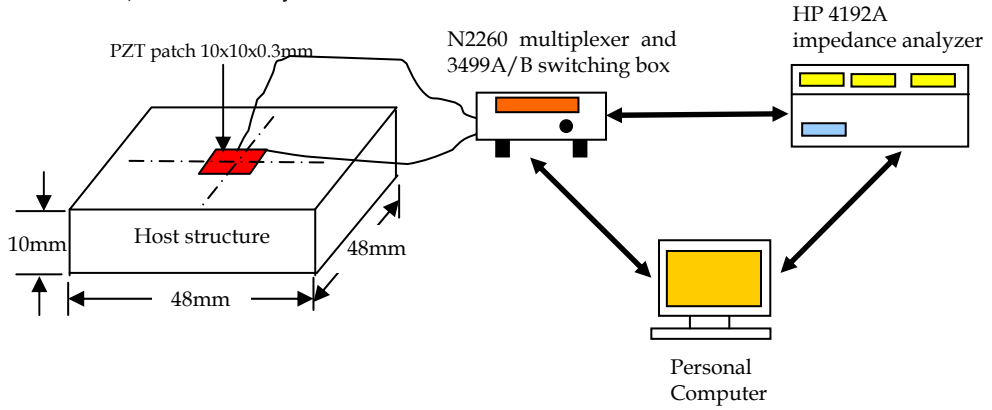 HP 4192A
impedance analyzer
N2260 multiplexer and
3499A/B switching box
PZT patch 10x10x0.3mm
10mm
Host structure
48mm
48mm
Personal
Computer